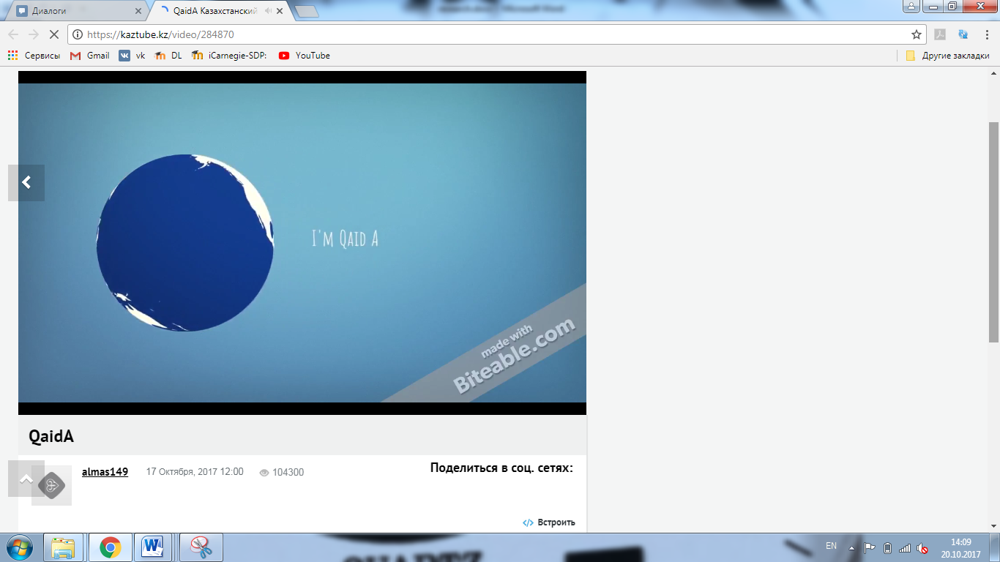 Диалоги
QaidA Казахстанский
https://kaztube.kz/video/284870
Сервисы
Gmail
vk
DL
iCarnegie-SDP:
YouTube
Другие закладки
I'm Qaid A
made with
Biteable.com
QaidA
almas149
17 Октября, 2017 12:00
104300
Поделиться в соц. сетях:
</> Встроить
EN
14:09
20.10.2017